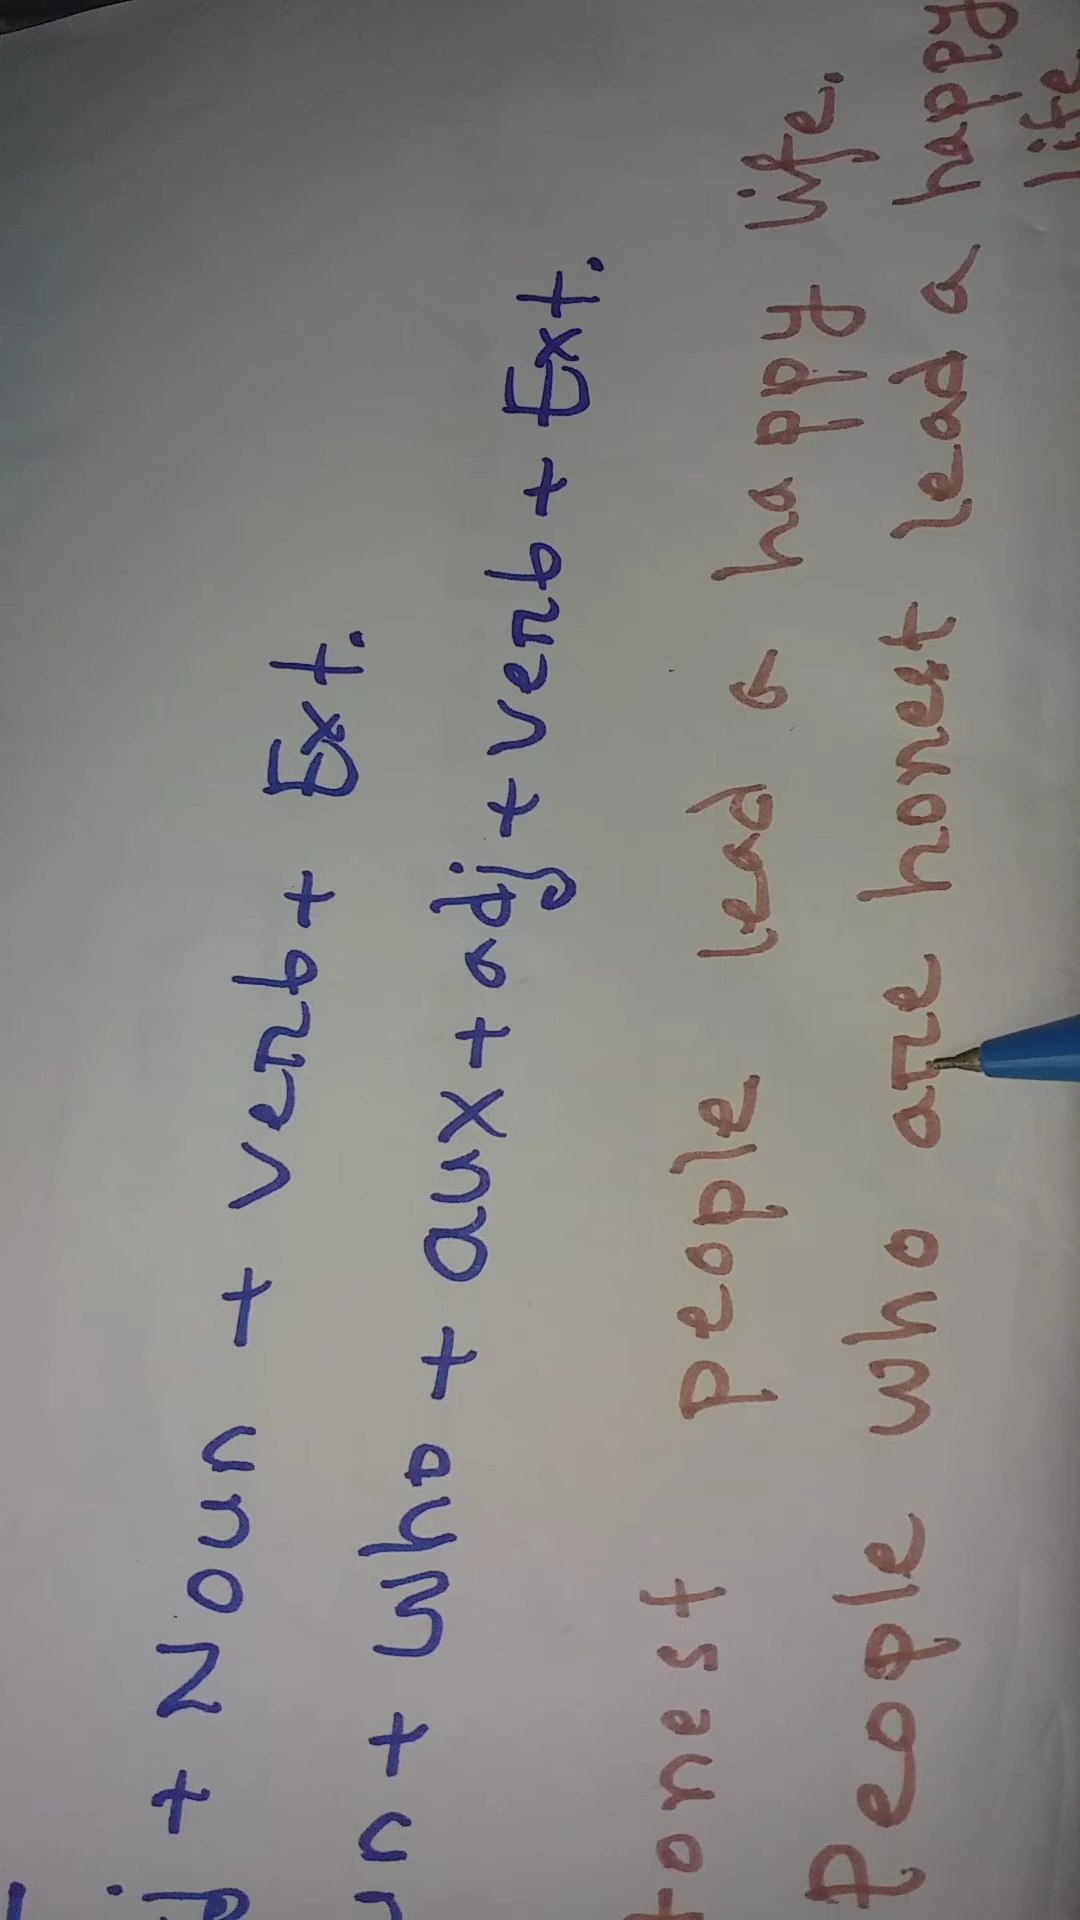 + Noun + verb + Ext.
+ who + aux + adj + verb + Ext.
people lead a happy life.
People who are honest lead a happy
life